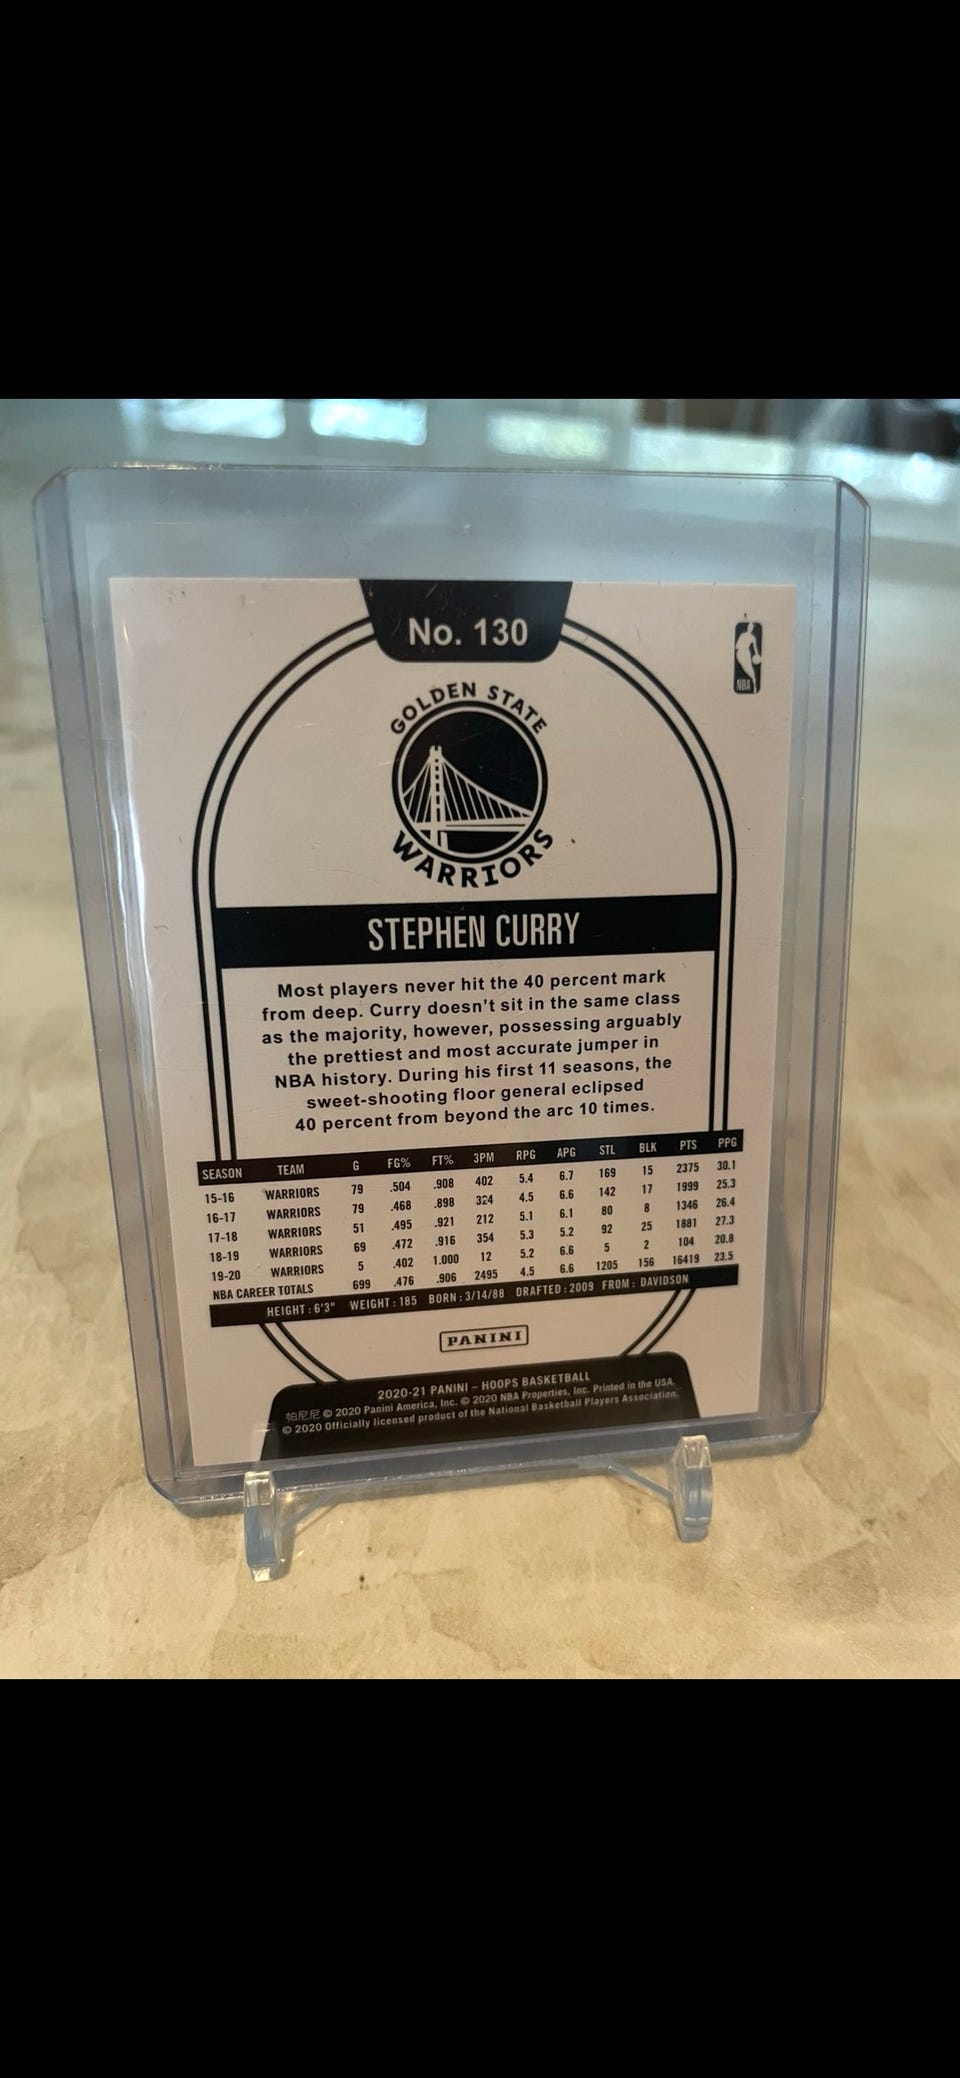 No. 130
NBA
GOLDEN STATE
WARRIORS
STEPHEN CURRY
Most players never hit the 40 percent mark
from deep. Curry doesn't sit in the same class
as the majority, however, possessing arguably
the prettiest and most accurate jumper in
NBA history. During his first 11 seasons, the
sweet-shooting floor general eclipsed
40 percent from beyond the arc 10 times.
SEASON TEAM G FG% FT% 3PM RPG APG STL BLK PTS PPG
15-16 WARRIORS 79 .504 .908 402 5.4 6.7 169 15 2375 30.1
16-17 WARRIORS 79 .468 .898 324 4.5 6.6 142 17 1999 25.3
17-18 WARRIORS 51 .495 .921 212 5.1 6.1 80 8 1346 26.4
18-19 WARRIORS 69 .472 .916 354 5.3 5.2 92 25 1881 27.3
19-20 WARRIORS 5 .402 1.000 12 5.2 6.6 5 2 104 20.8
NBA CAREER TOTALS 699 .476 .906 2495 4.5 6.6 1205 156 16419 23.5
HEIGHT: 6'3" WEIGHT: 185 BORN: 3/14/88 DRAFTED: 2009 FROM: DAVIDSON
PANINI
2020-21 PANINI – HOOPS BASKETBALL
帕尼尼 © 2020 Panini America, Inc. © 2020 NBA Properties, Inc. Printed in the USA.
© 2020 Officially licensed product of the National Basketball Players Association.